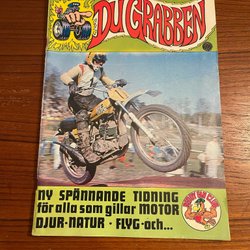 DU GRABBEN
NY SPÄNNANDE TIDNING
för alla som gillar MOTOR
DJUR-NATUR · FLYG-och...